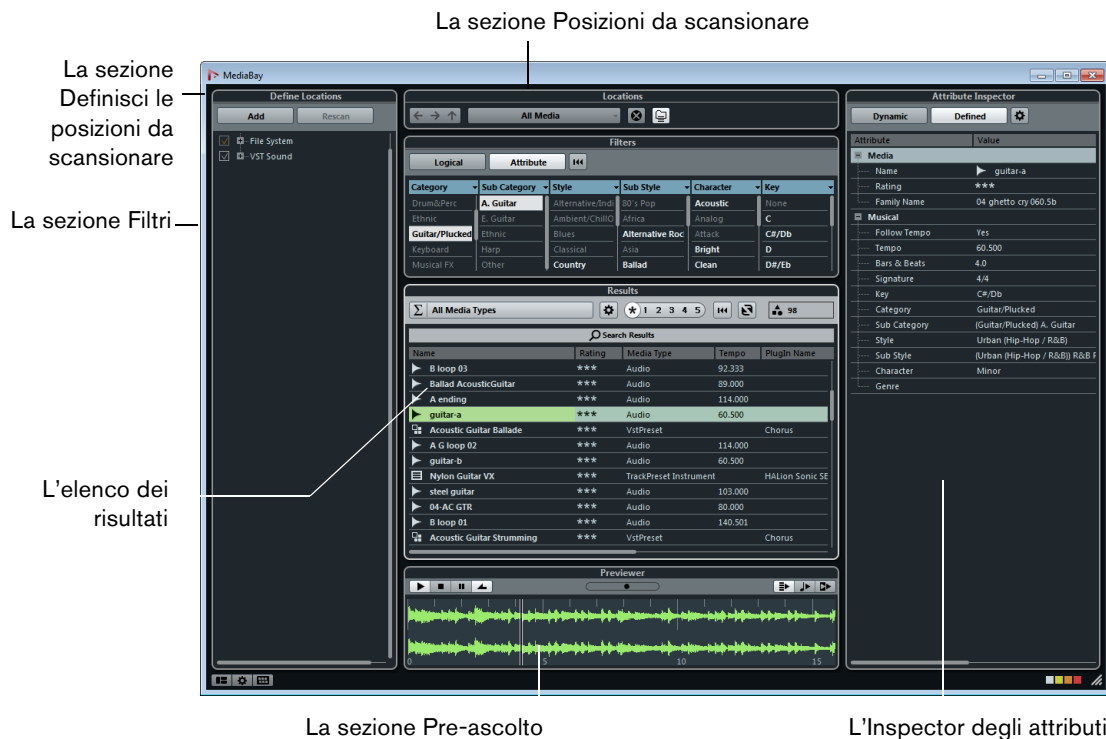 La sezione Posizioni da scansionare
La sezione
Definisci le
posizioni da
scansionare
La sezione Filtri
L'elenco dei
risultati
MediaBay
Define Locations
Add Rescan
File System
VST Sound
Locations
All Media
Filters
Logical Attribute
Category Sub Category Style Sub Style Character Key
Drum&Perc A. Guitar Alternative/Indi 80's Pop Acoustic None
Ethnic E. Guitar Ambient/ChillO Africa Analog C
Guitar/Plucked Ethnic Blues Alternative Roc Attack C#/Db
Keyboard Harp Classical Asia Bright D
Musical FX Other Country Ballad Clean D#/Eb
Results
All Media Types * 1 2 3 4 5 98
Search Results
Name Rating Media Type Tempo PlugIn Name
B loop 03 *** Audio 92.333
Ballad AcousticGuitar *** Audio 89.000
A ending *** Audio 114.000
guitar-a *** Audio 60.500
Acoustic Guitar Ballade *** VstPreset Chorus
A G loop 02 *** Audio 114.000
guitar-b *** Audio 60.500
Nylon Guitar VX *** TrackPreset Instrument HALion Sonic SE
steel guitar *** Audio 103.000
04-AC GTR *** Audio 80.000
B loop 01 *** Audio 140.501
Acoustic Guitar Strumming *** VstPreset Chorus
Previewer
0 5 10 15
Attribute Inspector
Dynamic Defined
Attribute Value
Media
Name guitar-a
Rating ***
Family Name 04 ghetto cry 060.5b
Musical
Follow Tempo Yes
Tempo 60.500
Bars & Beats 4.0
Signature 4/4
Key C#/Db
Category Guitar/Plucked
Sub Category (Guitar/Plucked) A. Guitar
Style Urban (Hip-Hop / R&B)
Sub Style (Urban (Hip-Hop / R&B)) R&B
Character Minor
Genre
La sezione Pre-ascolto
L'Inspector degli attributi